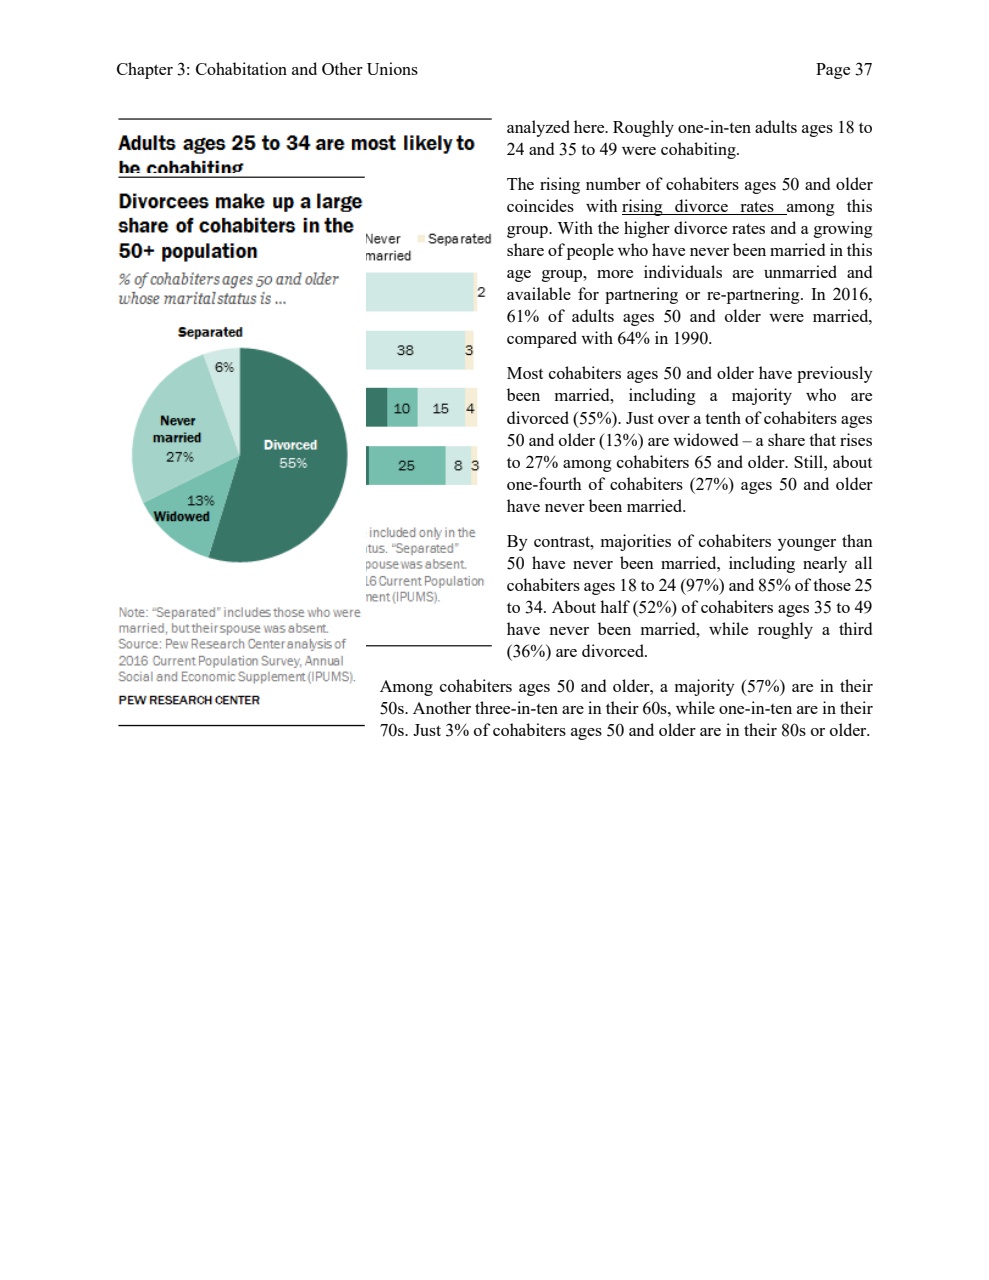 Chapter 3: Cohabitation and Other Unions
Page 37
Adults ages 25 to 34 are most likely to
be cohabiting
Divorcees make up a large
share of cohabiters in the
50+ population
% of cohabiters ages 50 and older
whose marital status is ...
Separated
6%
Never
married
27%
Divorced
55%
13%
Widowed
Note: “Separated” includes those who were
married, but their spouse was absent.
Source: Pew Research Center analysis of
2016 Current Population Survey, Annual
Social and Economic Supplement (IPUMS).
PEW RESEARCH CENTER
Never
married
Separated
2
38 3
10 15 4
25 8 3
included only in the
“Separated”
was absent.
Current Population
(IPUMS).
analyzed here. Roughly one-in-ten adults ages 18 to
24 and 35 to 49 were cohabiting.
The rising number of cohabiters ages 50 and older
coincides with rising divorce rates among this
group. With the higher divorce rates and a growing
share of people who have never been married in this
age group, more individuals are unmarried and
available for partnering or re-partnering. In 2016,
61% of adults ages 50 and older were married,
compared with 64% in 1990.
Most cohabiters ages 50 and older have previously
been married, including a majority who are
divorced (55%). Just over a tenth of cohabiters ages
50 and older (13%) are widowed – a share that rises
to 27% among cohabiters 65 and older. Still, about
one-fourth of cohabiters (27%) ages 50 and older
have never been married.
By contrast, majorities of cohabiters younger than
50 have never been married, including nearly all
cohabiters ages 18 to 24 (97%) and 85% of those 25
to 34. About half (52%) of cohabiters ages 35 to 49
have never been married, while roughly a third
(36%) are divorced.
Among cohabiters ages 50 and older, a majority (57%) are in their
50s. Another three-in-ten are in their 60s, while one-in-ten are in their
70s. Just 3% of cohabiters ages 50 and older are in their 80s or older.